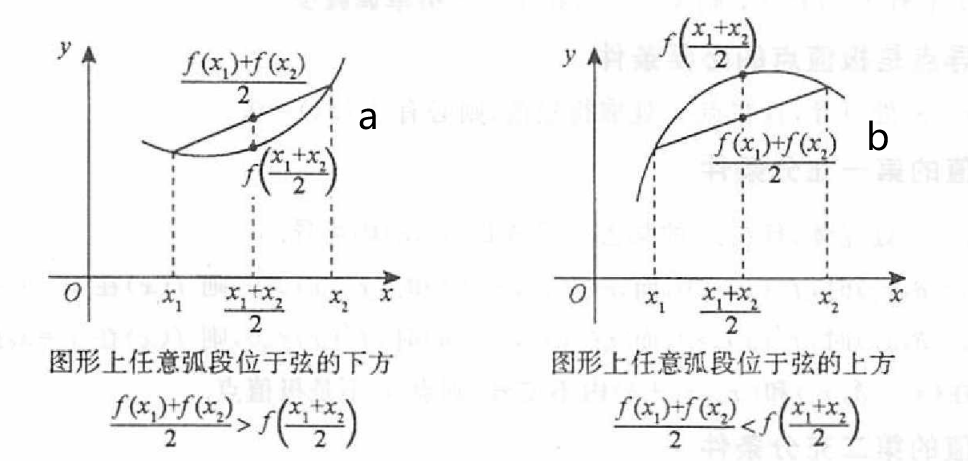 y
\frac{f(x_1)+f(x_2)}{2}
a
f\left(\frac{x_1+x_2}{2}\right)
O
x_1
\frac{x_1+x_2}{2}
x_2
x
图形上任意弧段位于弦的下方
\frac{f(x_1)+f(x_2)}{2} > f\left(\frac{x_1+x_2}{2}\right)
y
f\left(\frac{x_1+x_2}{2}\right)
b
\frac{f(x_1)+f(x_2)}{2}
O
x_1
\frac{x_1+x_2}{2}
x_2
x
图形上任意弧段位于弦的上方
\frac{f(x_1)+f(x_2)}{2} < f\left(\frac{x_1+x_2}{2}\right)